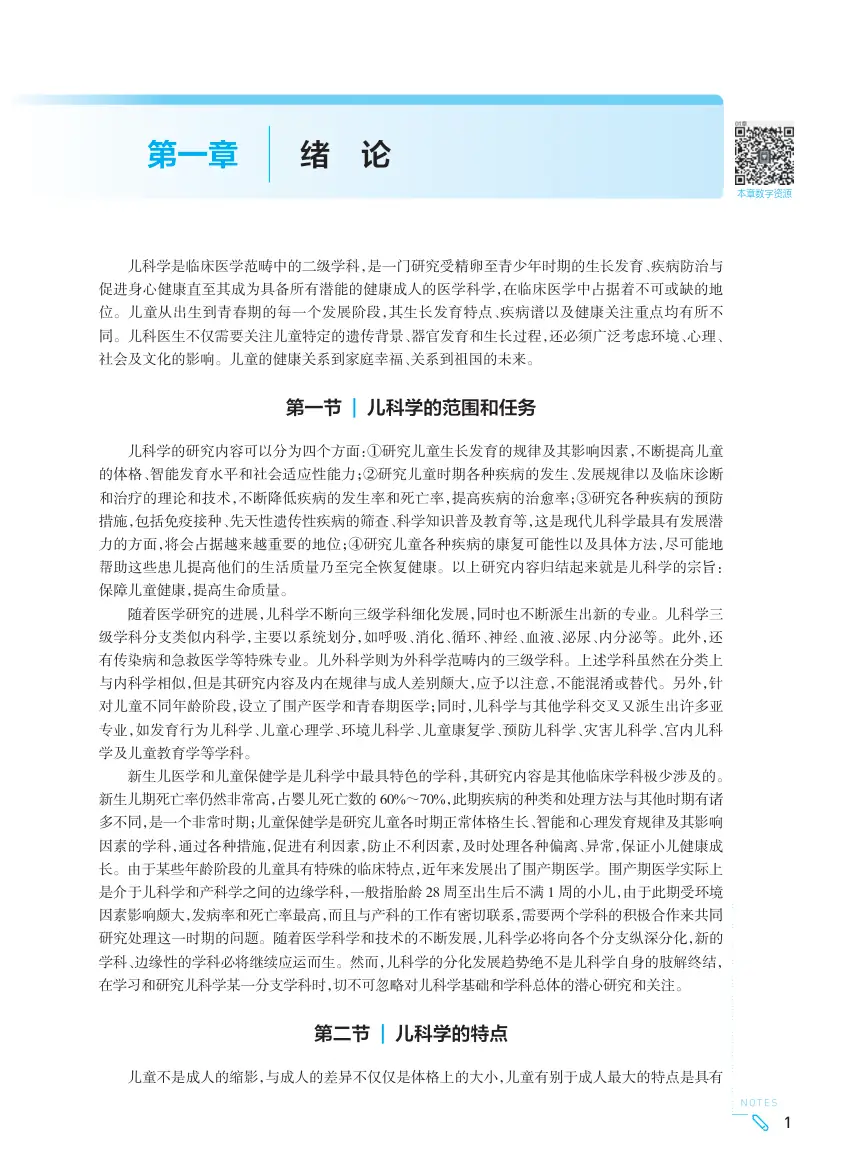 第一章 绪 论
01章
本章数字资源
儿科学是临床医学范畴中的二级学科,是一门研究受精卵至青少年时期的生长发育、疾病防治与
促进身心健康直至其成为具备所有潜能的健康成人的医学科学,在临床医学中占据着不可或缺的地
位。儿童从出生到青春期的每一个发展阶段,其生长发育特点、疾病谱以及健康关注重点均有所不
同。儿科医生不仅需要关注儿童特定的遗传背景、器官发育和生长过程,还必须广泛考虑环境、心理、
社会及文化的影响。儿童的健康关系到家庭幸福、关系到祖国的未来。
第一节 | 儿科学的范围和任务
儿科学的研究内容可以分为四个方面:①研究儿童生长发育的规律及其影响因素,不断提高儿童
的体格、智能发育水平和社会适应性能力;②研究儿童时期各种疾病的发生、发展规律以及临床诊断
和治疗的理论和技术,不断降低疾病的发生率和死亡率,提高疾病的治愈率;③研究各种疾病的预防
措施,包括免疫接种、先天性遗传性疾病的筛查、科学知识普及教育等,这是现代儿科学最具有发展潜
力的方面,将会占据越来越重要的地位;④研究儿童各种疾病的康复可能性以及具体方法,尽可能地
帮助这些患儿提高他们的生活质量乃至完全恢复健康。以上研究内容归结起来就是儿科学的宗旨:
保障儿童健康,提高生命质量。
随着医学研究的进展,儿科学不断向三级学科细化发展,同时也不断派生出新的专业。儿科学三
级学科分支类似内科学,主要以系统划分,如呼吸、消化、循环、神经、血液、泌尿、内分泌等。此外,还
有传染病和急救医学等特殊专业。儿外科学则为外科学范畴内的三级学科。上述学科虽然在分类上
与内科学相似,但是其研究内容及内在规律与成人差别颇大,应予以注意,不能混淆或替代。另外,针
对儿童不同年龄阶段,设立了围产医学和青春期医学;同时,儿科学与其他学科交叉又派生出许多亚
专业,如发育行为儿科学、儿童心理学、环境儿科学、儿童康复学、预防儿科学、灾害儿科学、宫内儿科
学及儿童教育学等学科。
新生儿医学和儿童保健学是儿科学中最具特色的学科,其研究内容是其他临床学科极少涉及的。
新生儿期死亡率仍然非常高,占婴儿死亡数的 60%~70%,此期疾病的种类和处理方法与其他时期有诸
多不同,是一个非常时期;儿童保健学是研究儿童各时期正常体格生长、智能和心理发育规律及其影响
因素的学科,通过各种措施,促进有利因素,防止不利因素,及时处理各种偏离、异常,保证小儿健康成
长。由于某些年龄阶段的儿童具有特殊的临床特点,近年来发展出了围产期医学。围产期医学实际上
是介于儿科学和产科学之间的边缘学科,一般指胎龄 28 周至出生后不满 1 周的小儿,由于此期受环境
因素影响颇大,发病率和死亡率最高,而且与产科的工作有密切联系,需要两个学科的积极合作来共同
研究处理这一时期的问题。随着医学科学和技术的不断发展,儿科学必将向各个分支纵深分化,新的
学科、边缘性的学科必将继续应运而生。然而,儿科学的分化发展趋势绝不是儿科学自身的肢解终结,
在学习和研究儿科学某一分支学科时,切不可忽略对儿科学基础和学科总体的潜心研究和关注。
第二节 | 儿科学的特点
儿童不是成人的缩影,与成人的差异不仅仅是体格上的大小,儿童有别于成人最大的特点是具有
NOTES
1